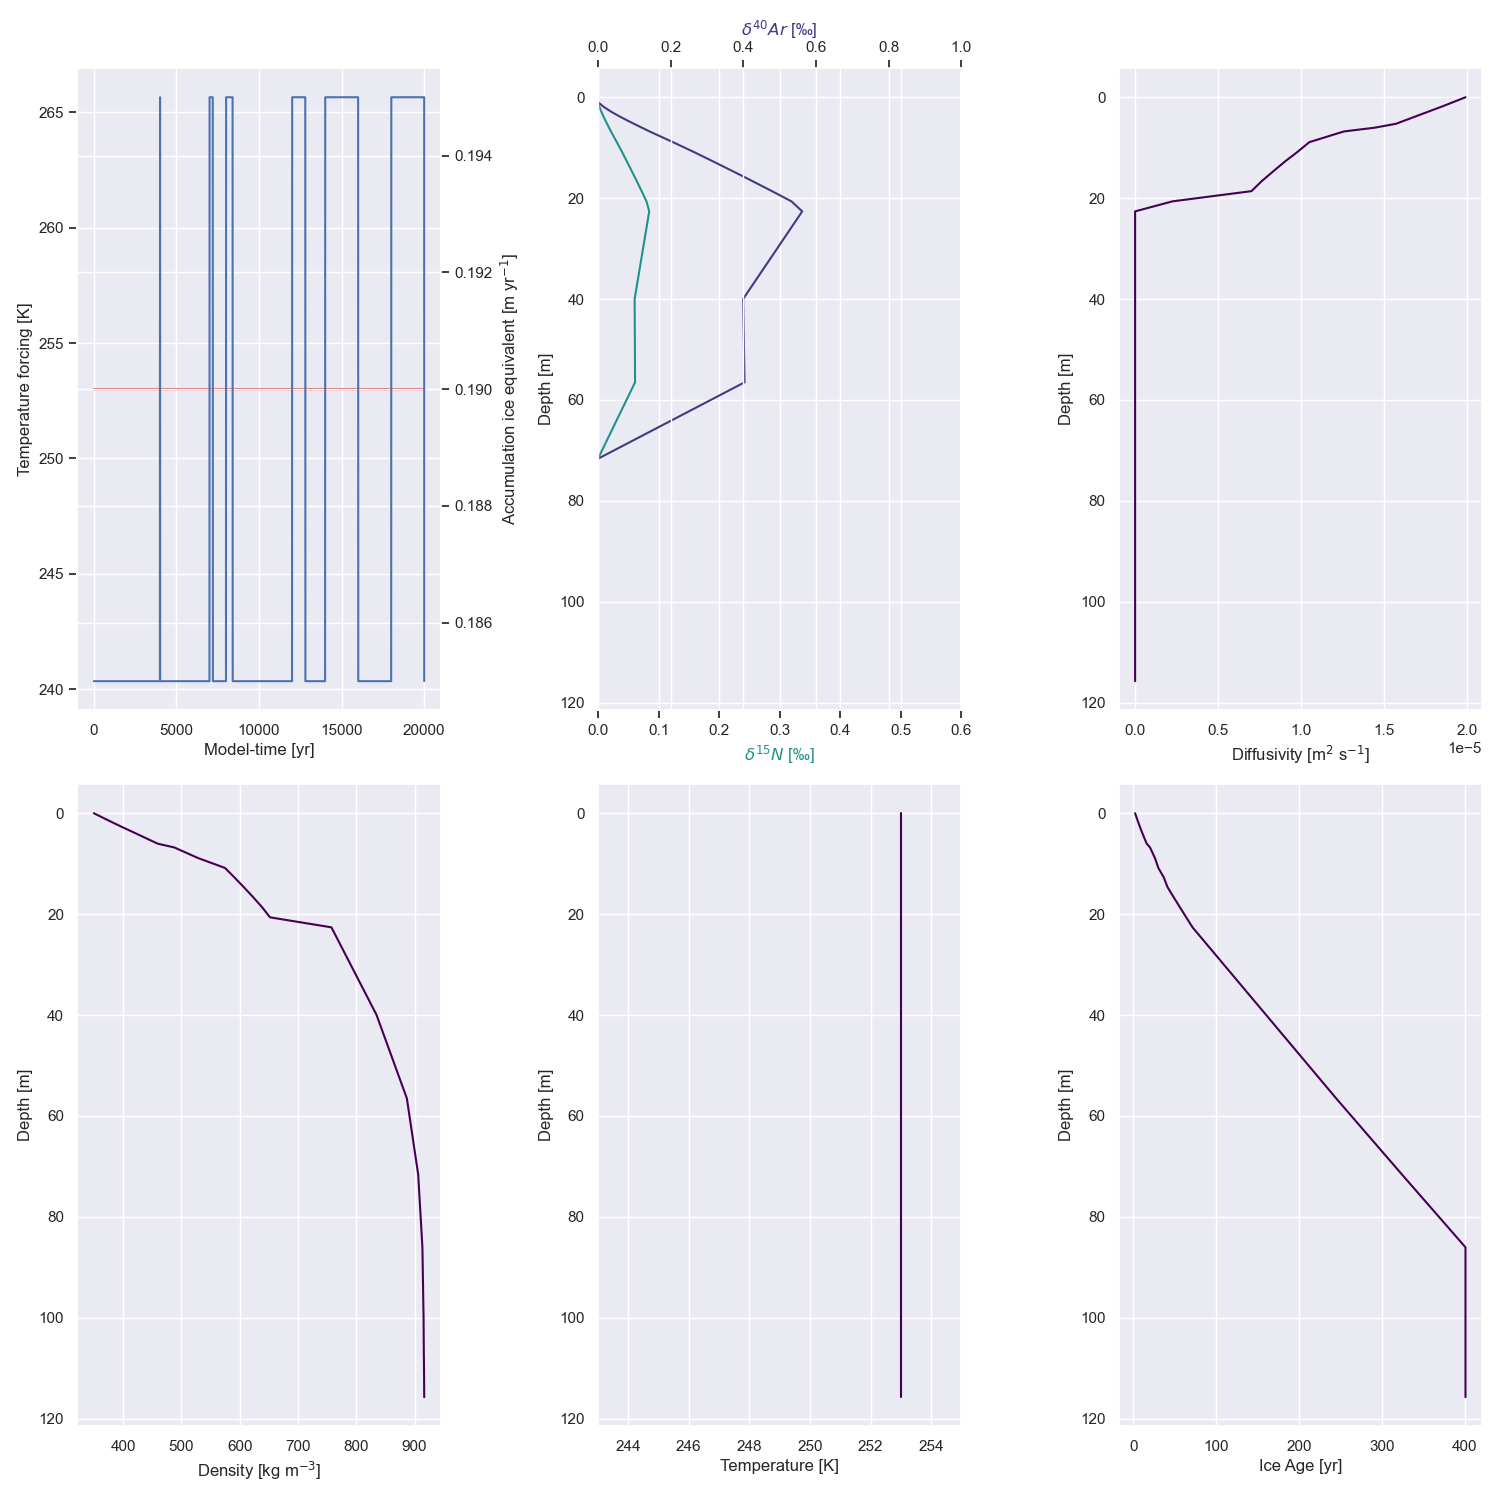 δ⁴⁰Ar [‰]
0.0 0.2 0.4 0.6 0.8 1.0
265
260
255
250
245
240
Temperature forcing [K]
0 5000 10000 15000 20000
Model-time [yr]
0.194
0.192
0.190
0.188
0.186
Accumulation ice equivalent [m yr⁻¹]
0
20
40
60
80
100
120
Depth [m]
0.0 0.1 0.2 0.3 0.4 0.5 0.6
δ¹⁵N [‰]
0
20
40
60
80
100
120
Depth [m]
0.0 0.5 1.0 1.5 2.0
1e−5
Diffusivity [m² s⁻¹]
0
20
40
60
80
100
120
Depth [m]
400 500 600 700 800 900
Density [kg m⁻³]
0
20
40
60
80
100
120
Depth [m]
244 246 248 250 252 254
Temperature [K]
0
20
40
60
80
100
120
Depth [m]
0 100 200 300 400
Ice Age [yr]